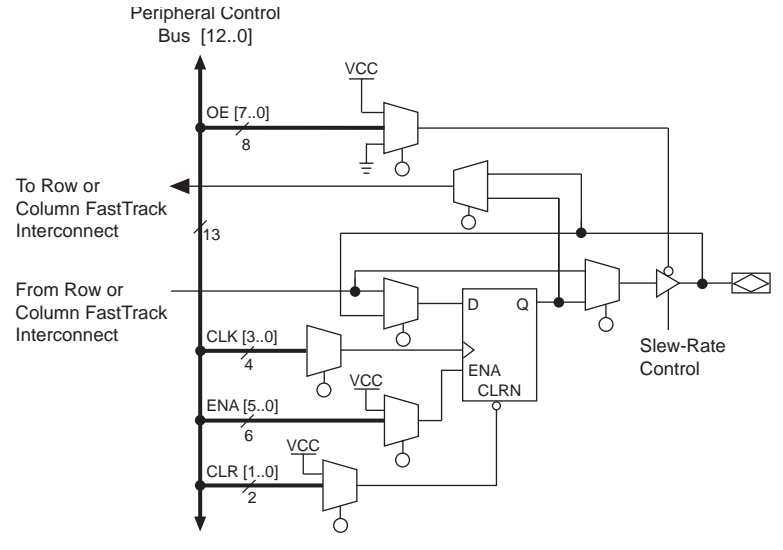 Peripheral Control
Bus [12..0]
VCC
OE [7..0]
8
To Row or
Column FastTrack
Interconnect
13
From Row or
Column FastTrack
Interconnect
D
Q
CLK [3..0]
4
ENA
CLRN
Slew-Rate
Control
VCC
ENA [5..0]
6
VCC
CLR [1..0]
2